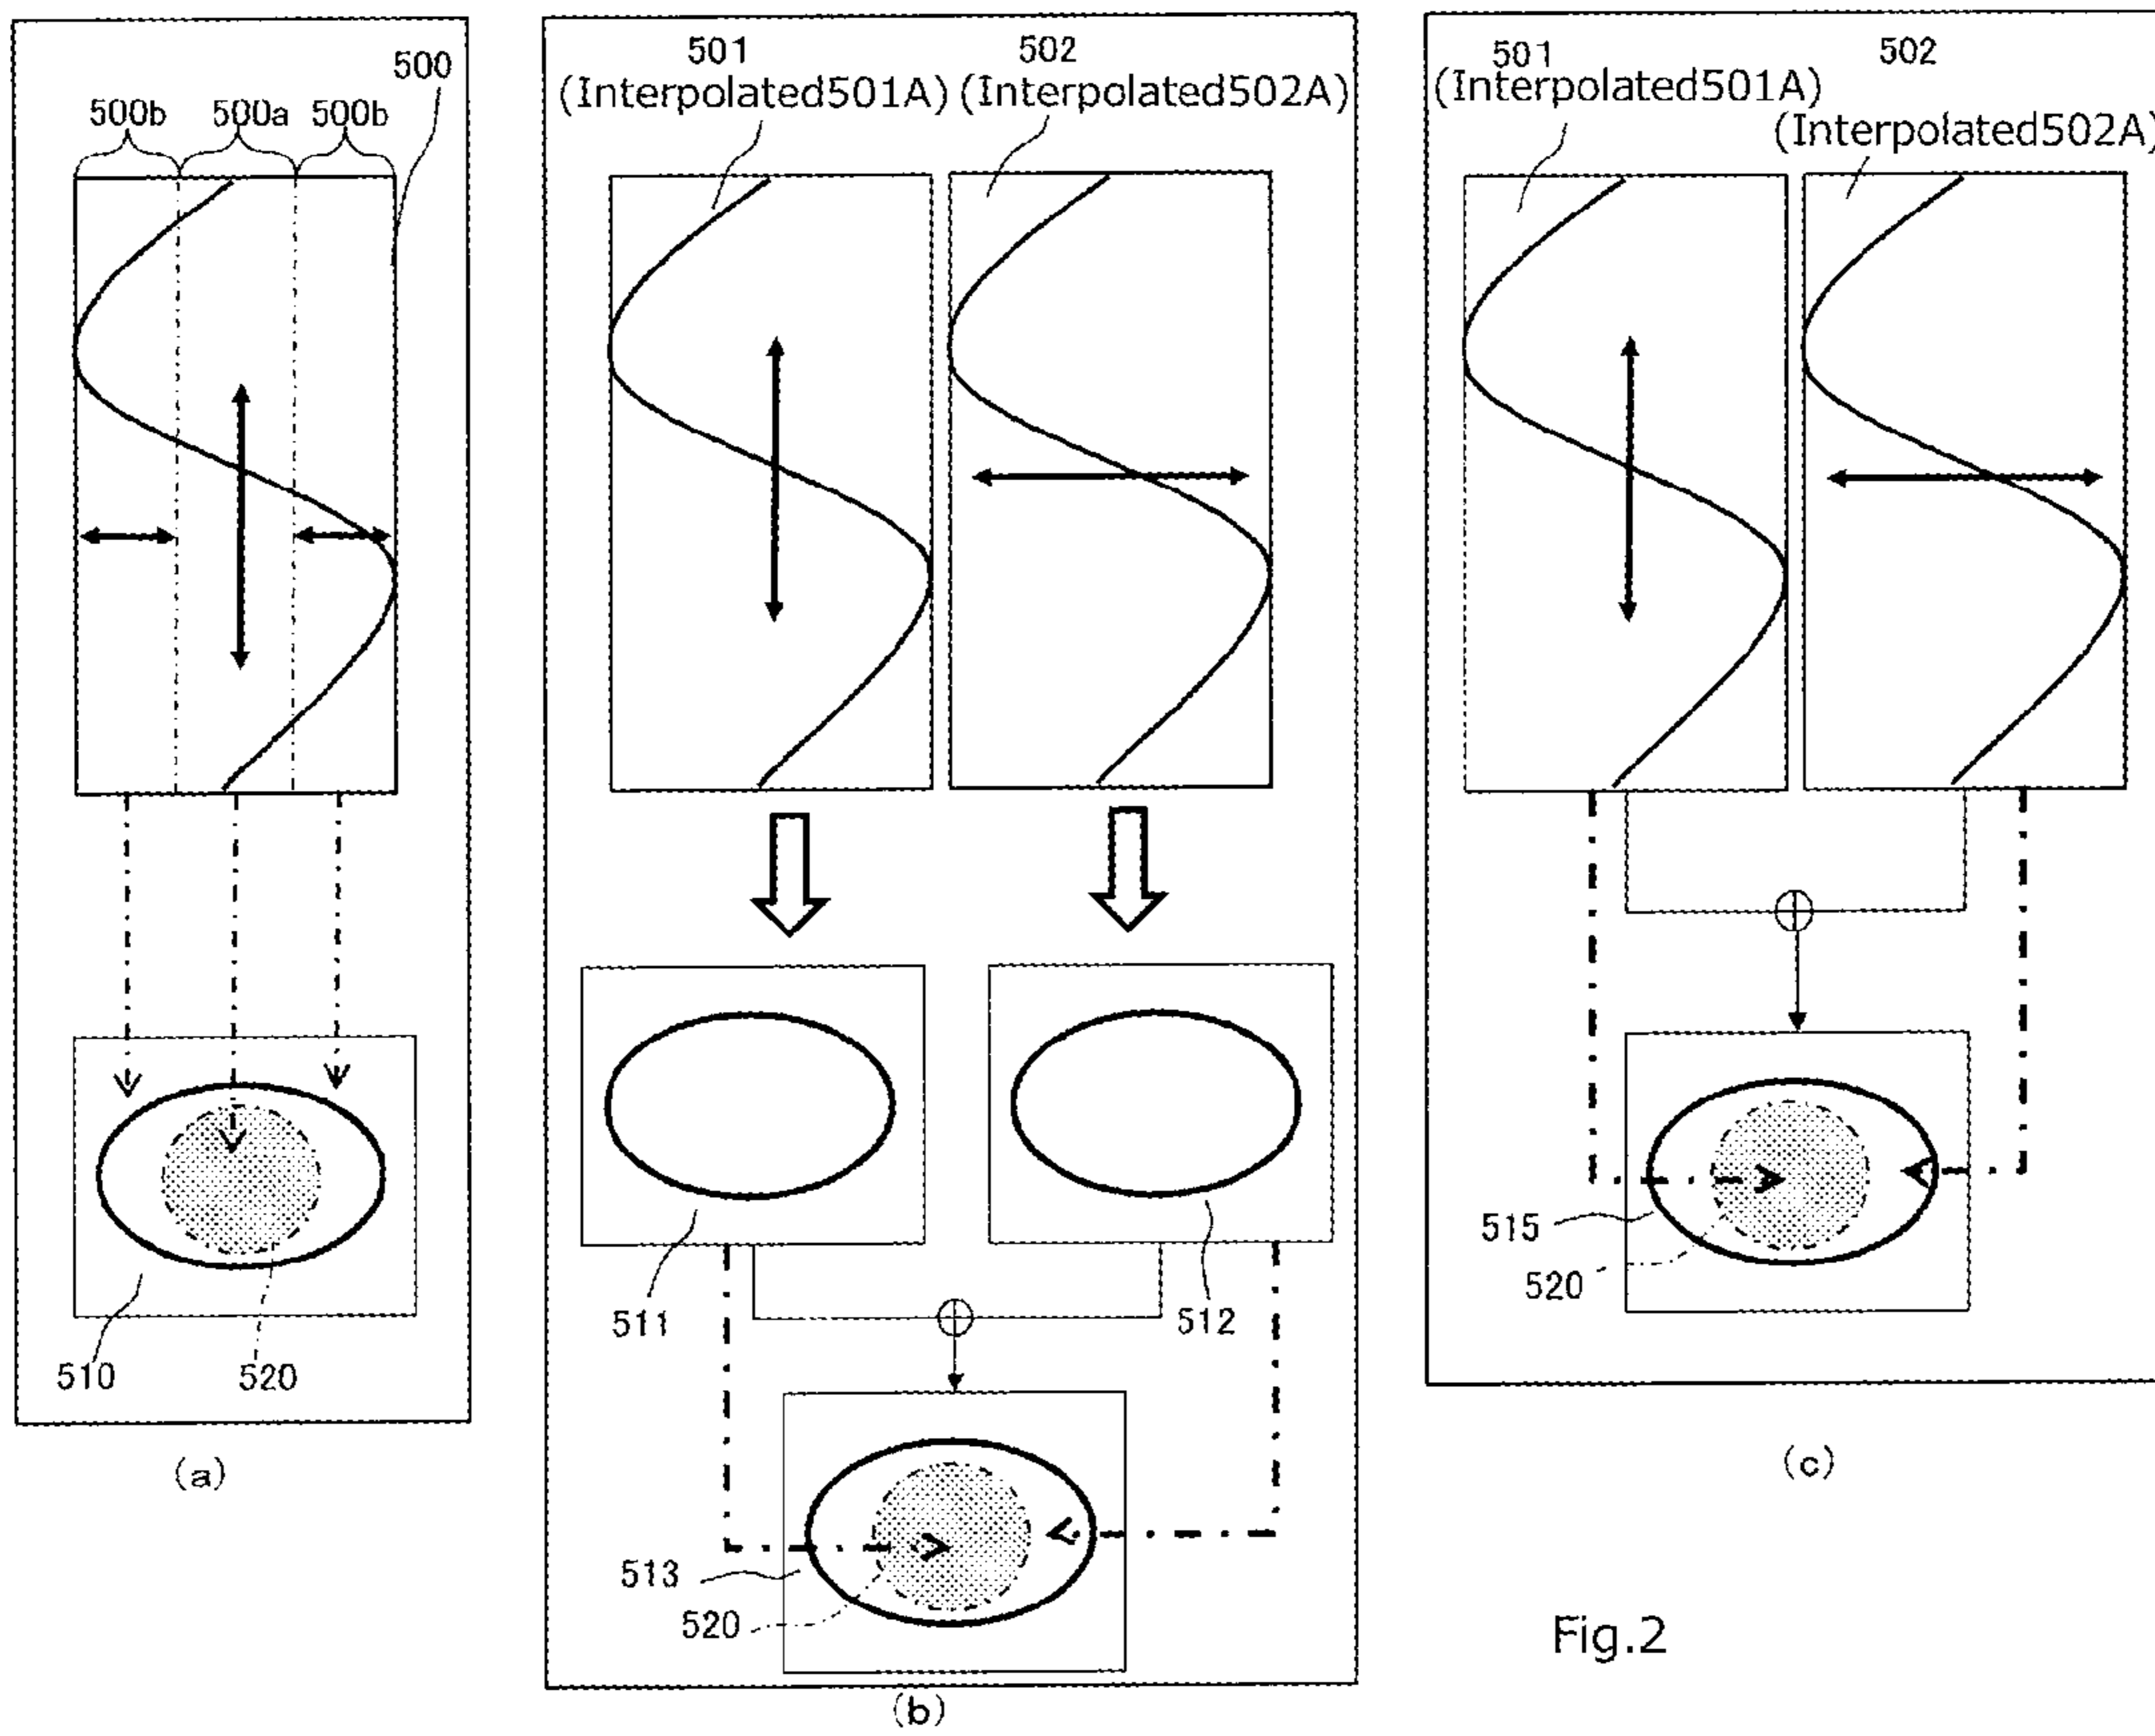 500
500b 500a 500b
510
520
(a)
501 502
(Interpolated501A) (Interpolated502A)
511
512
513
520
(b)
501 502
(Interpolated501A)
(Interpolated502A)
515
520
(c)
Fig.2